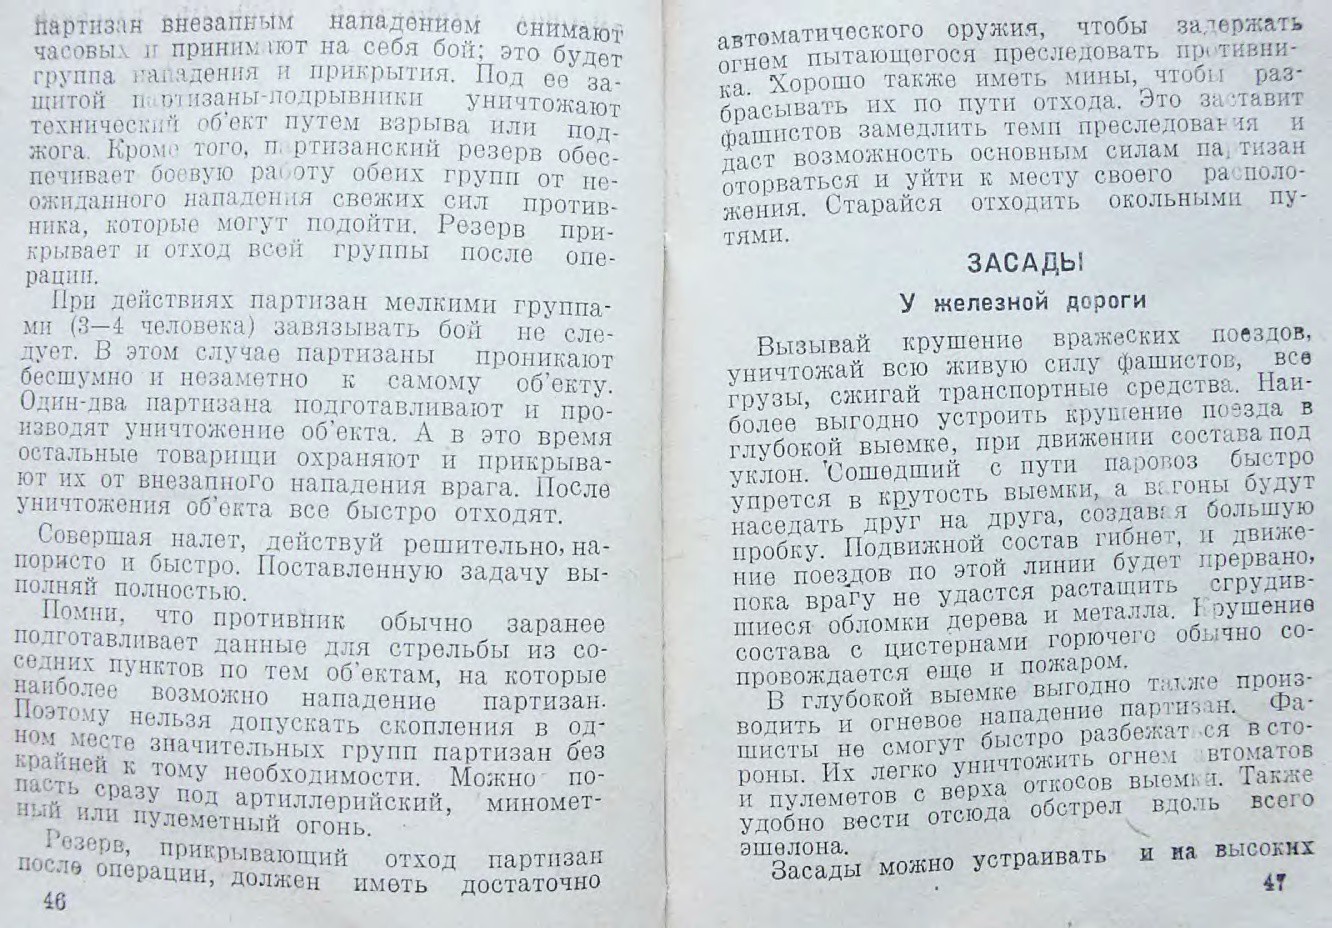 партизан внезапным нападением снимают
часовых и принимают на себя бой; это будет
группа нападения и прикрытия. Под ее за-
щитой партизаны-подрывники уничтожают
технический об'ект путем взрыва или под-
жога. Кроме того, партизанский резерв обес-
печивает боевую работу обеих групп от не-
ожиданного нападения свежих сил против-
ника, которые могут подойти. Резерв при-
крывает и отход всей группы после опе-
рации.
При действиях партизан мелкими группа-
ми (3—4 человека) завязывать бой не сле-
дует. В этом случае партизаны проникают
бесшумно и незаметно к самому об'екту.
Один-два партизана подготавливают и про-
изводят уничтожение об'екта. А в это время
остальные товарищи охраняют и прикрыва-
ют их от внезапного нападения врага. После
уничтожения об'екта все быстро отходят.
Совершая налет, действуй решительно, на-
пористо и быстро. Поставленную задачу вы-
полняй полностью.
Помни, что противник обычно заранее
подготавливает данные для стрельбы из со-
седних пунктов по тем об'ектам, на которые
наиболее возможно нападение партизан.
Поэтому нельзя допускать скопления в од-
ном месте значительных групп партизан без
крайней к тому необходимости. Можно по-
пасть сразу под артиллерийский, миномет-
ный или пулеметный огонь.
Резерв, прикрывающий отход партизан
после операции, должен иметь достаточно
46
автоматического оружия, чтобы задержать
огнем пытающегося преследовать противни-
ка. Хорошо также иметь мины, чтобы раз-
брасывать их по пути отхода. Это заставит
фашистов замедлить темп преследования и
даст возможность основным силам партизан
оторваться и уйти к месту своего располо-
жения. Старайся отходить окольными пу-
тями.
ЗАСАДЫ
У железной дороги
Вызывай крушение вражеских поездов,
уничтожай всю живую силу фашистов, все
грузы, сжигай транспортные средства. Наи-
более выгодно устроить крушение поезда в
глубокой выемке, при движении состава под
уклон. Сошедший с пути паровоз быстро
упрется в крутость выемки, а вагоны будут
наседать друг на друга, создавая большую
пробку. Подвижной состав гибнет, и движе-
ние поездов по этой линии будет прервано,
пока врагу не удастся растащить сгрудив-
шиеся обломки дерева и металла. Крушение
состава с цистернами горючего обычно со-
провождается еще и пожаром.
В глубокой выемке выгодно также произ-
водить и огневое нападение партизан. Фа-
шисты не смогут быстро разбежаться в сто-
роны. Их легко уничтожить огнем автоматов
и пулеметов с верха откосов выемки. Также
удобно вести отсюда обстрел вдоль всего
эшелона.
Засады можно устраивать и на высоких
47